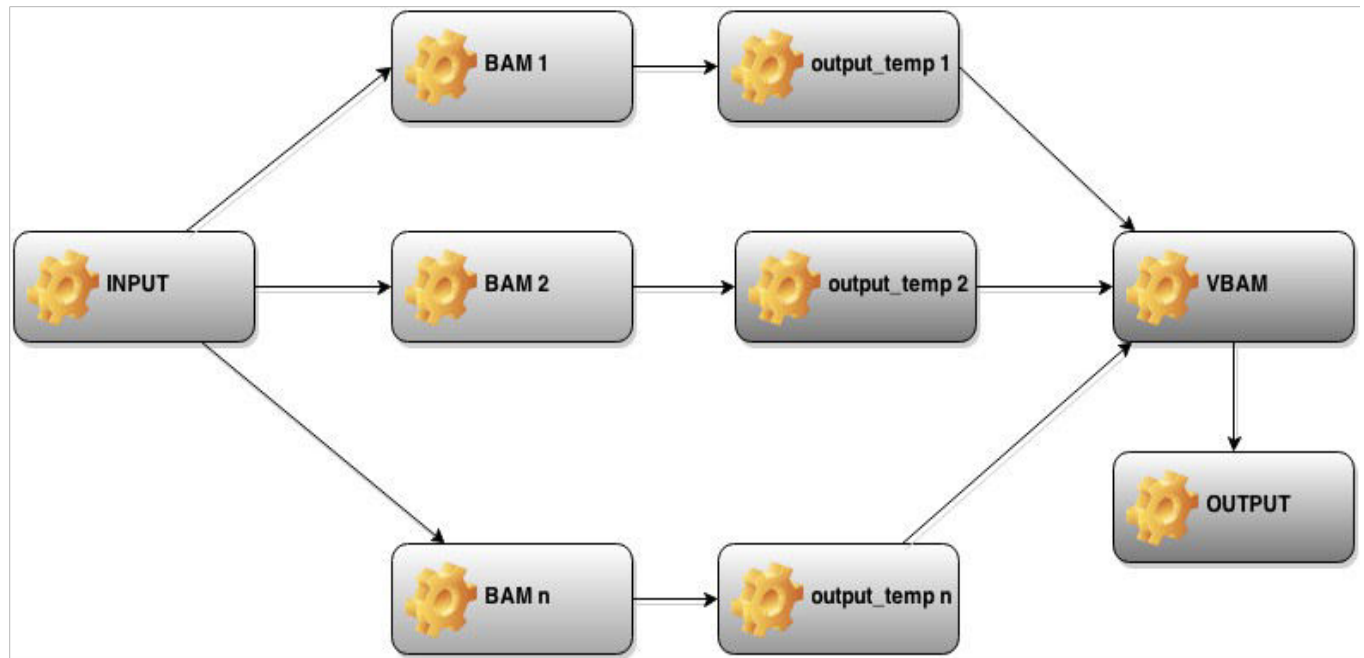 BAM 1
output_temp 1
INPUT
BAM 2
output_temp 2
VBAM
OUTPUT
BAM n
output_temp n